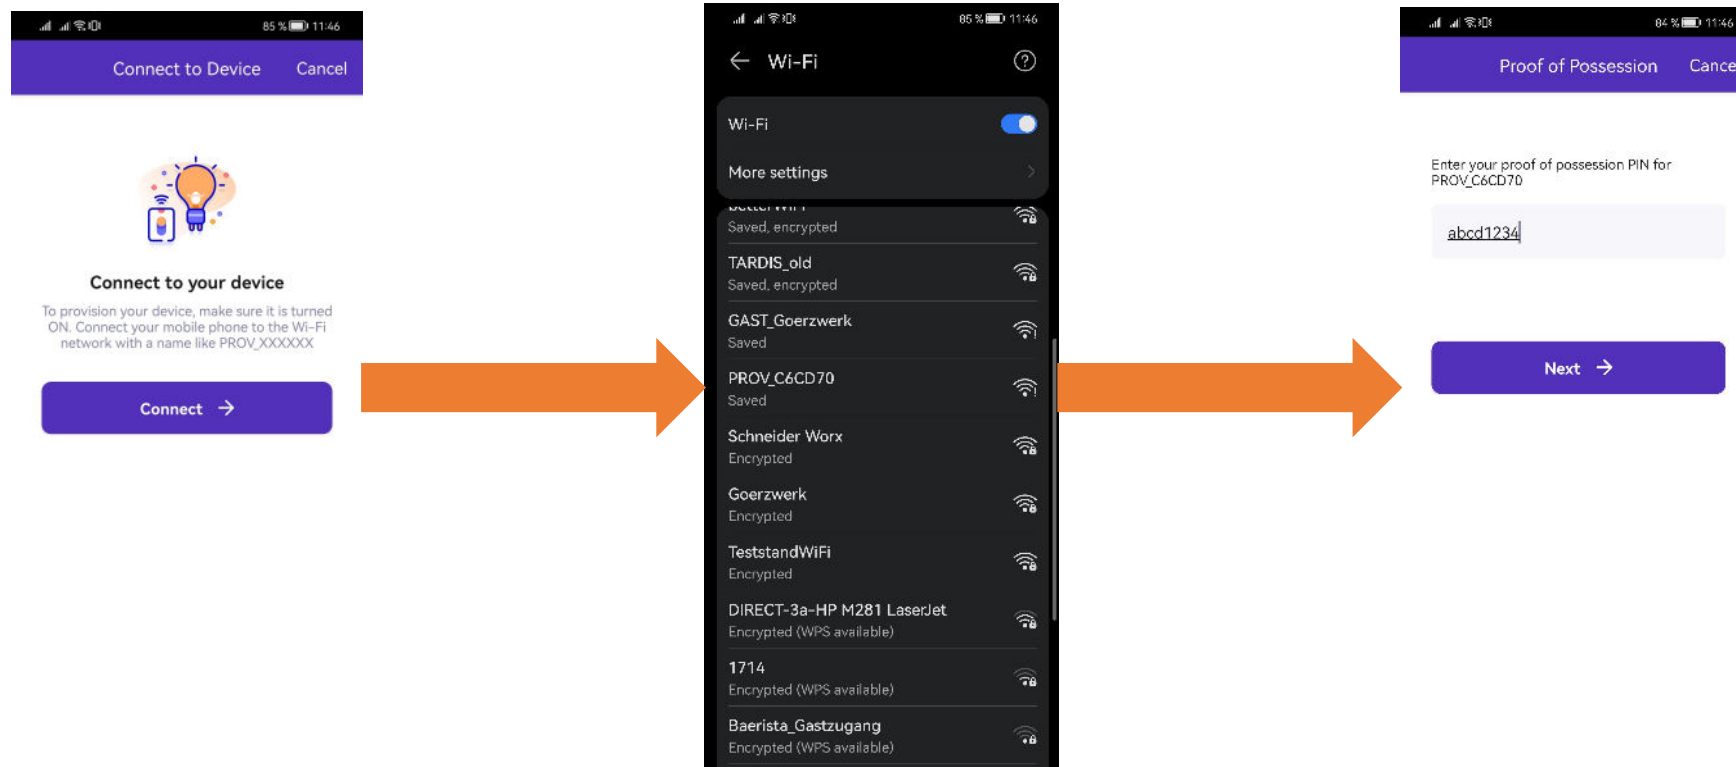 85 % 11:46
Connect to Device Cancel
Connect to your device
To provision your device, make sure it is turned
ON. Connect your mobile phone to the Wi-Fi
network with a name like PROV_XXXXXX
Connect →
85 % 11:46
← Wi-Fi ?
Wi-Fi
More settings
betterWiFi
Saved, encrypted
TARDIS_old
Saved, encrypted
GAST_Goerzwerk
Saved
PROV_C6CD70
Saved
Schneider Worx
Encrypted
Goerzwerk
Encrypted
TeststandWiFi
Encrypted
DIRECT-3a-HP M281 LaserJet
Encrypted (WPS available)
1714
Encrypted (WPS available)
Baerista_Gastzugang
Encrypted (WPS available)
84 % 11:46
Proof of Possession Cance
Enter your proof of possession PIN for
PROV_C6CD70
abcd1234
Next →